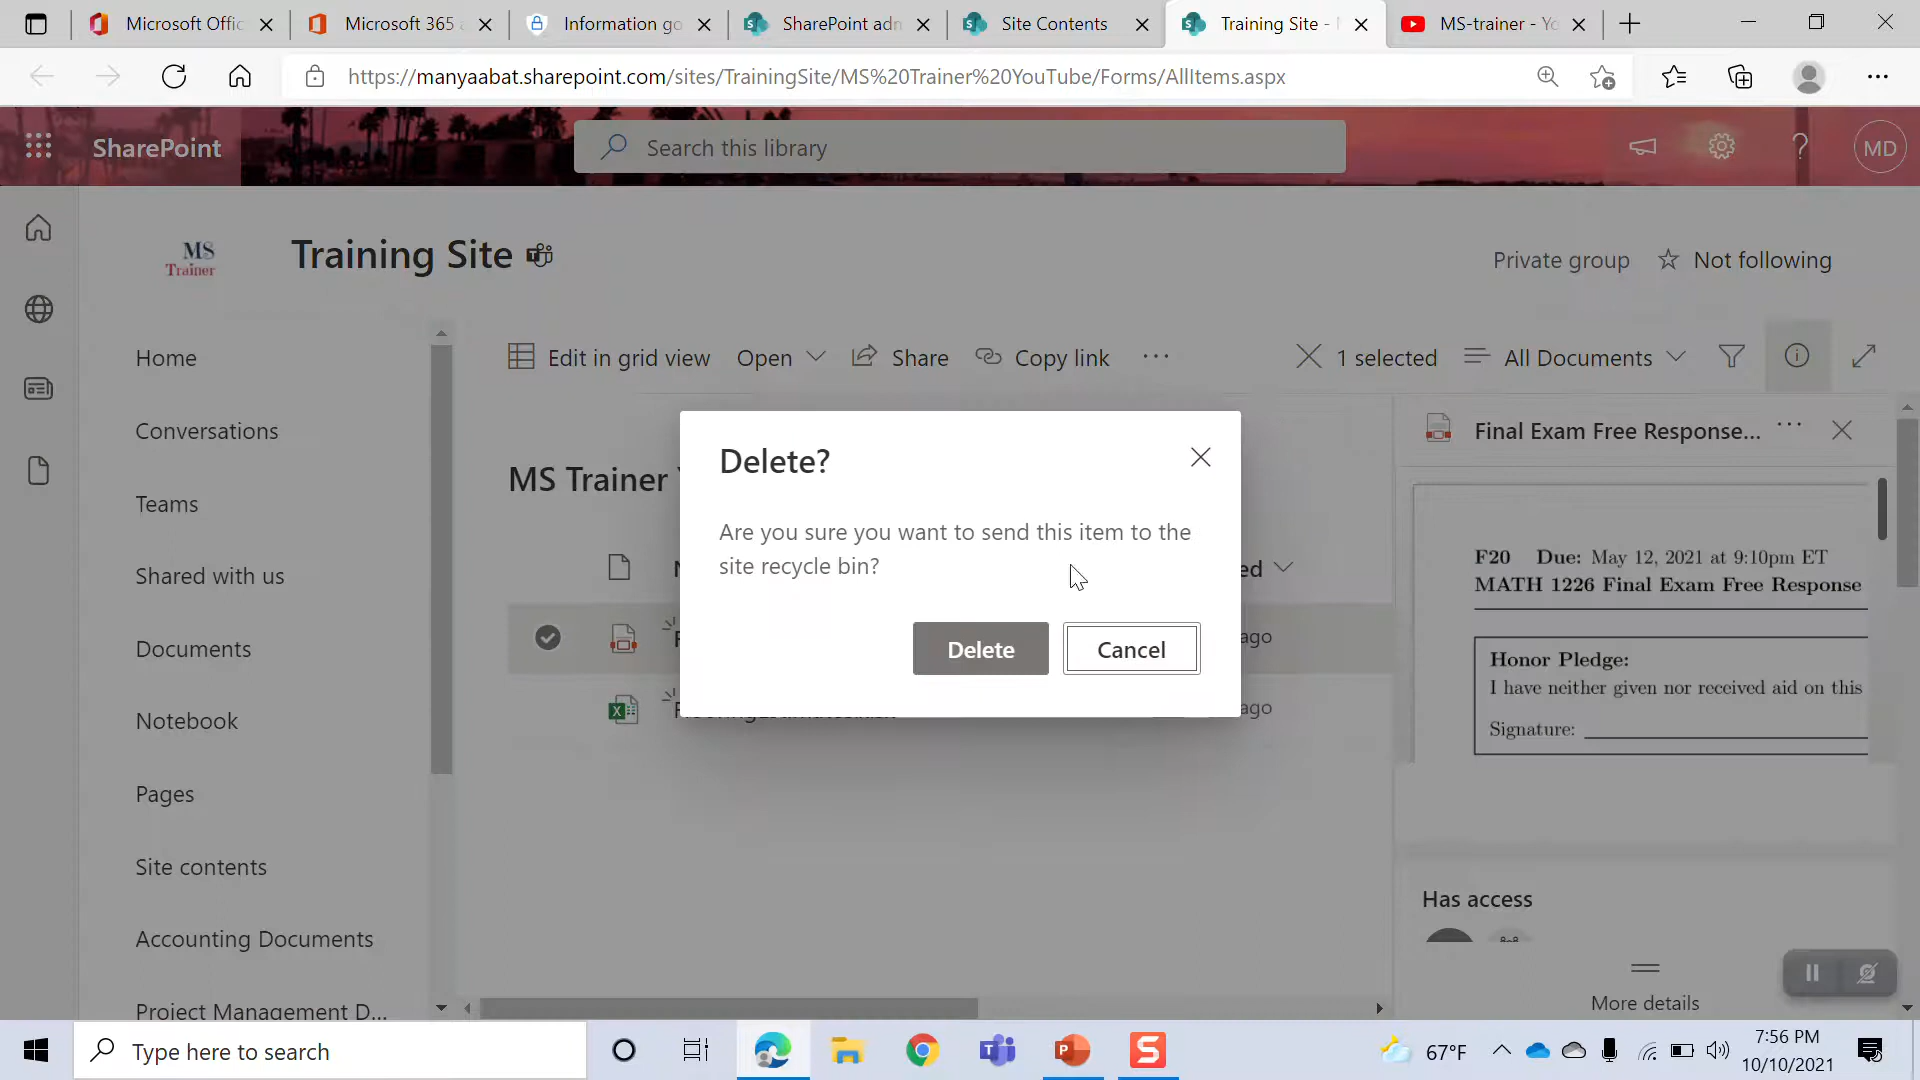 Microsoft Offic
Microsoft 365 a
Information go
SharePoint adn
Site Contents
Training Site -
MS-trainer - Yo
https://manyaabat.sharepoint.com/sites/TrainingSite/MS%20Trainer%20YouTube/Forms/AllItems.aspx
SharePoint
Search this library
MD
MS
Trainer
Training Site
Private group
Not following
Home
Conversations
Teams
Shared with us
Documents
Notebook
Pages
Site contents
Accounting Documents
Project Management D...
Edit in grid view
Open
Share
Copy link
1 selected
All Documents
MS Trainer
Delete?
Are you sure you want to send this item to the
site recycle bin?
Delete
Cancel
ed
ago
ago
Final Exam Free Response...
F20 Due: May 12, 2021 at 9:10pm ET
MATH 1226 Final Exam Free Response
Honor Pledge:
I have neither given nor received aid on this
Signature:
Has access
More details
Type here to search
67°F
7:56 PM
10/10/2021